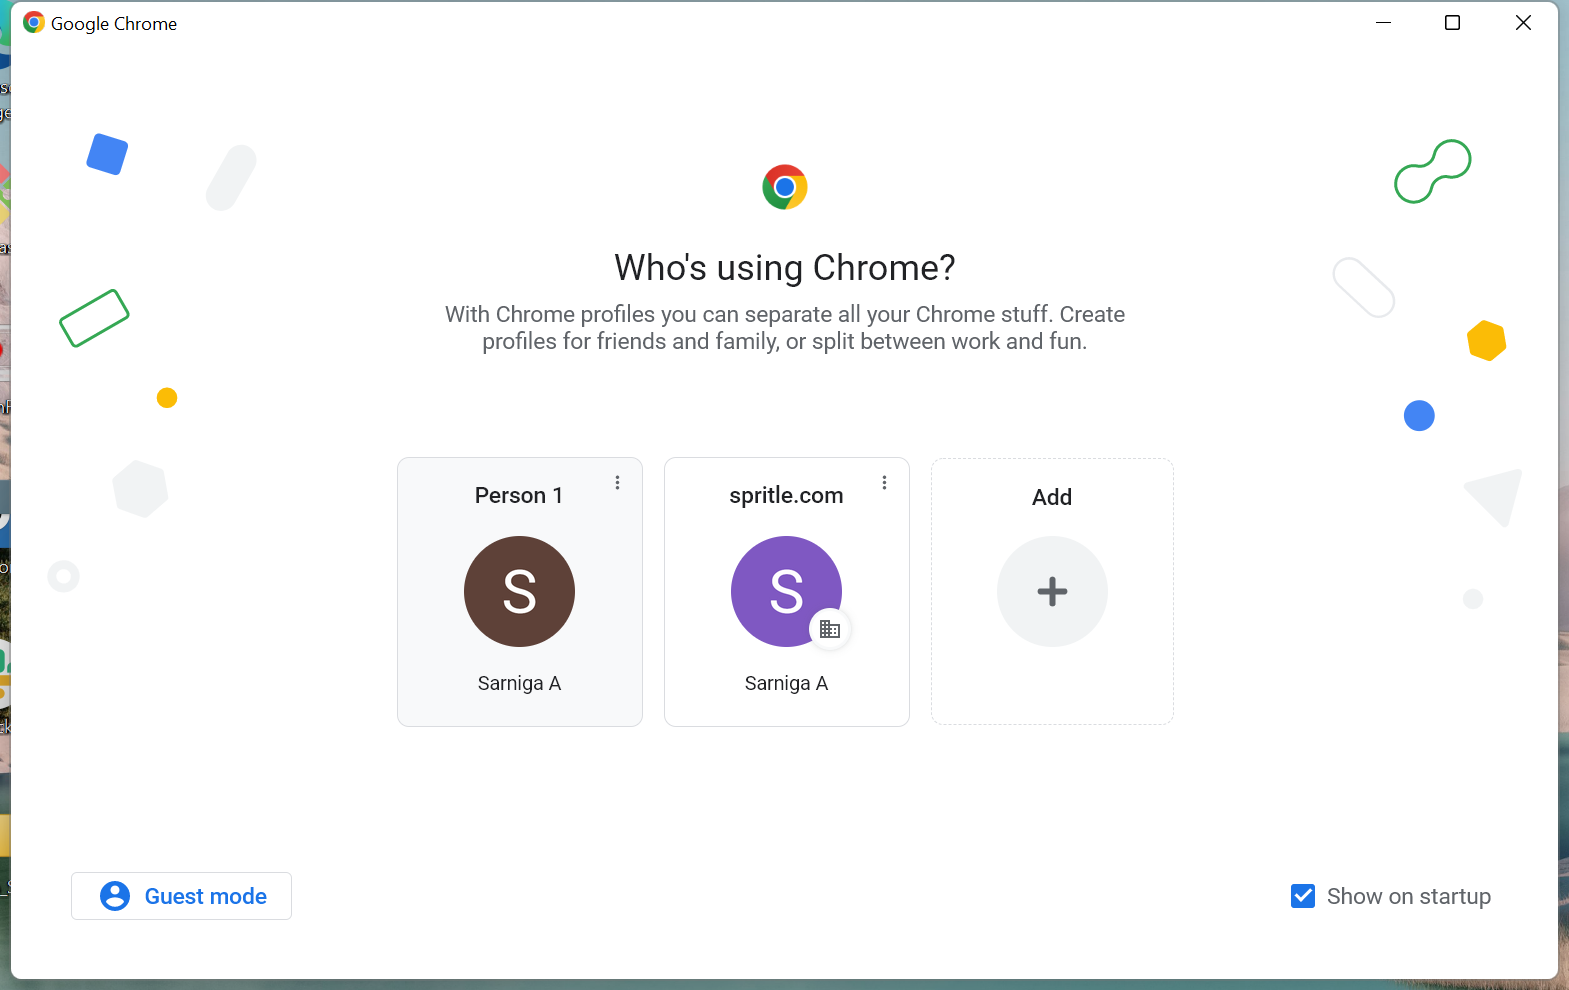 Google Chrome
Who's using Chrome?
With Chrome profiles you can separate all your Chrome stuff. Create
profiles for friends and family, or split between work and fun.
Person 1
S
Sarniga A
spritle.com
S
Sarniga A
Add
Guest mode
Show on startup